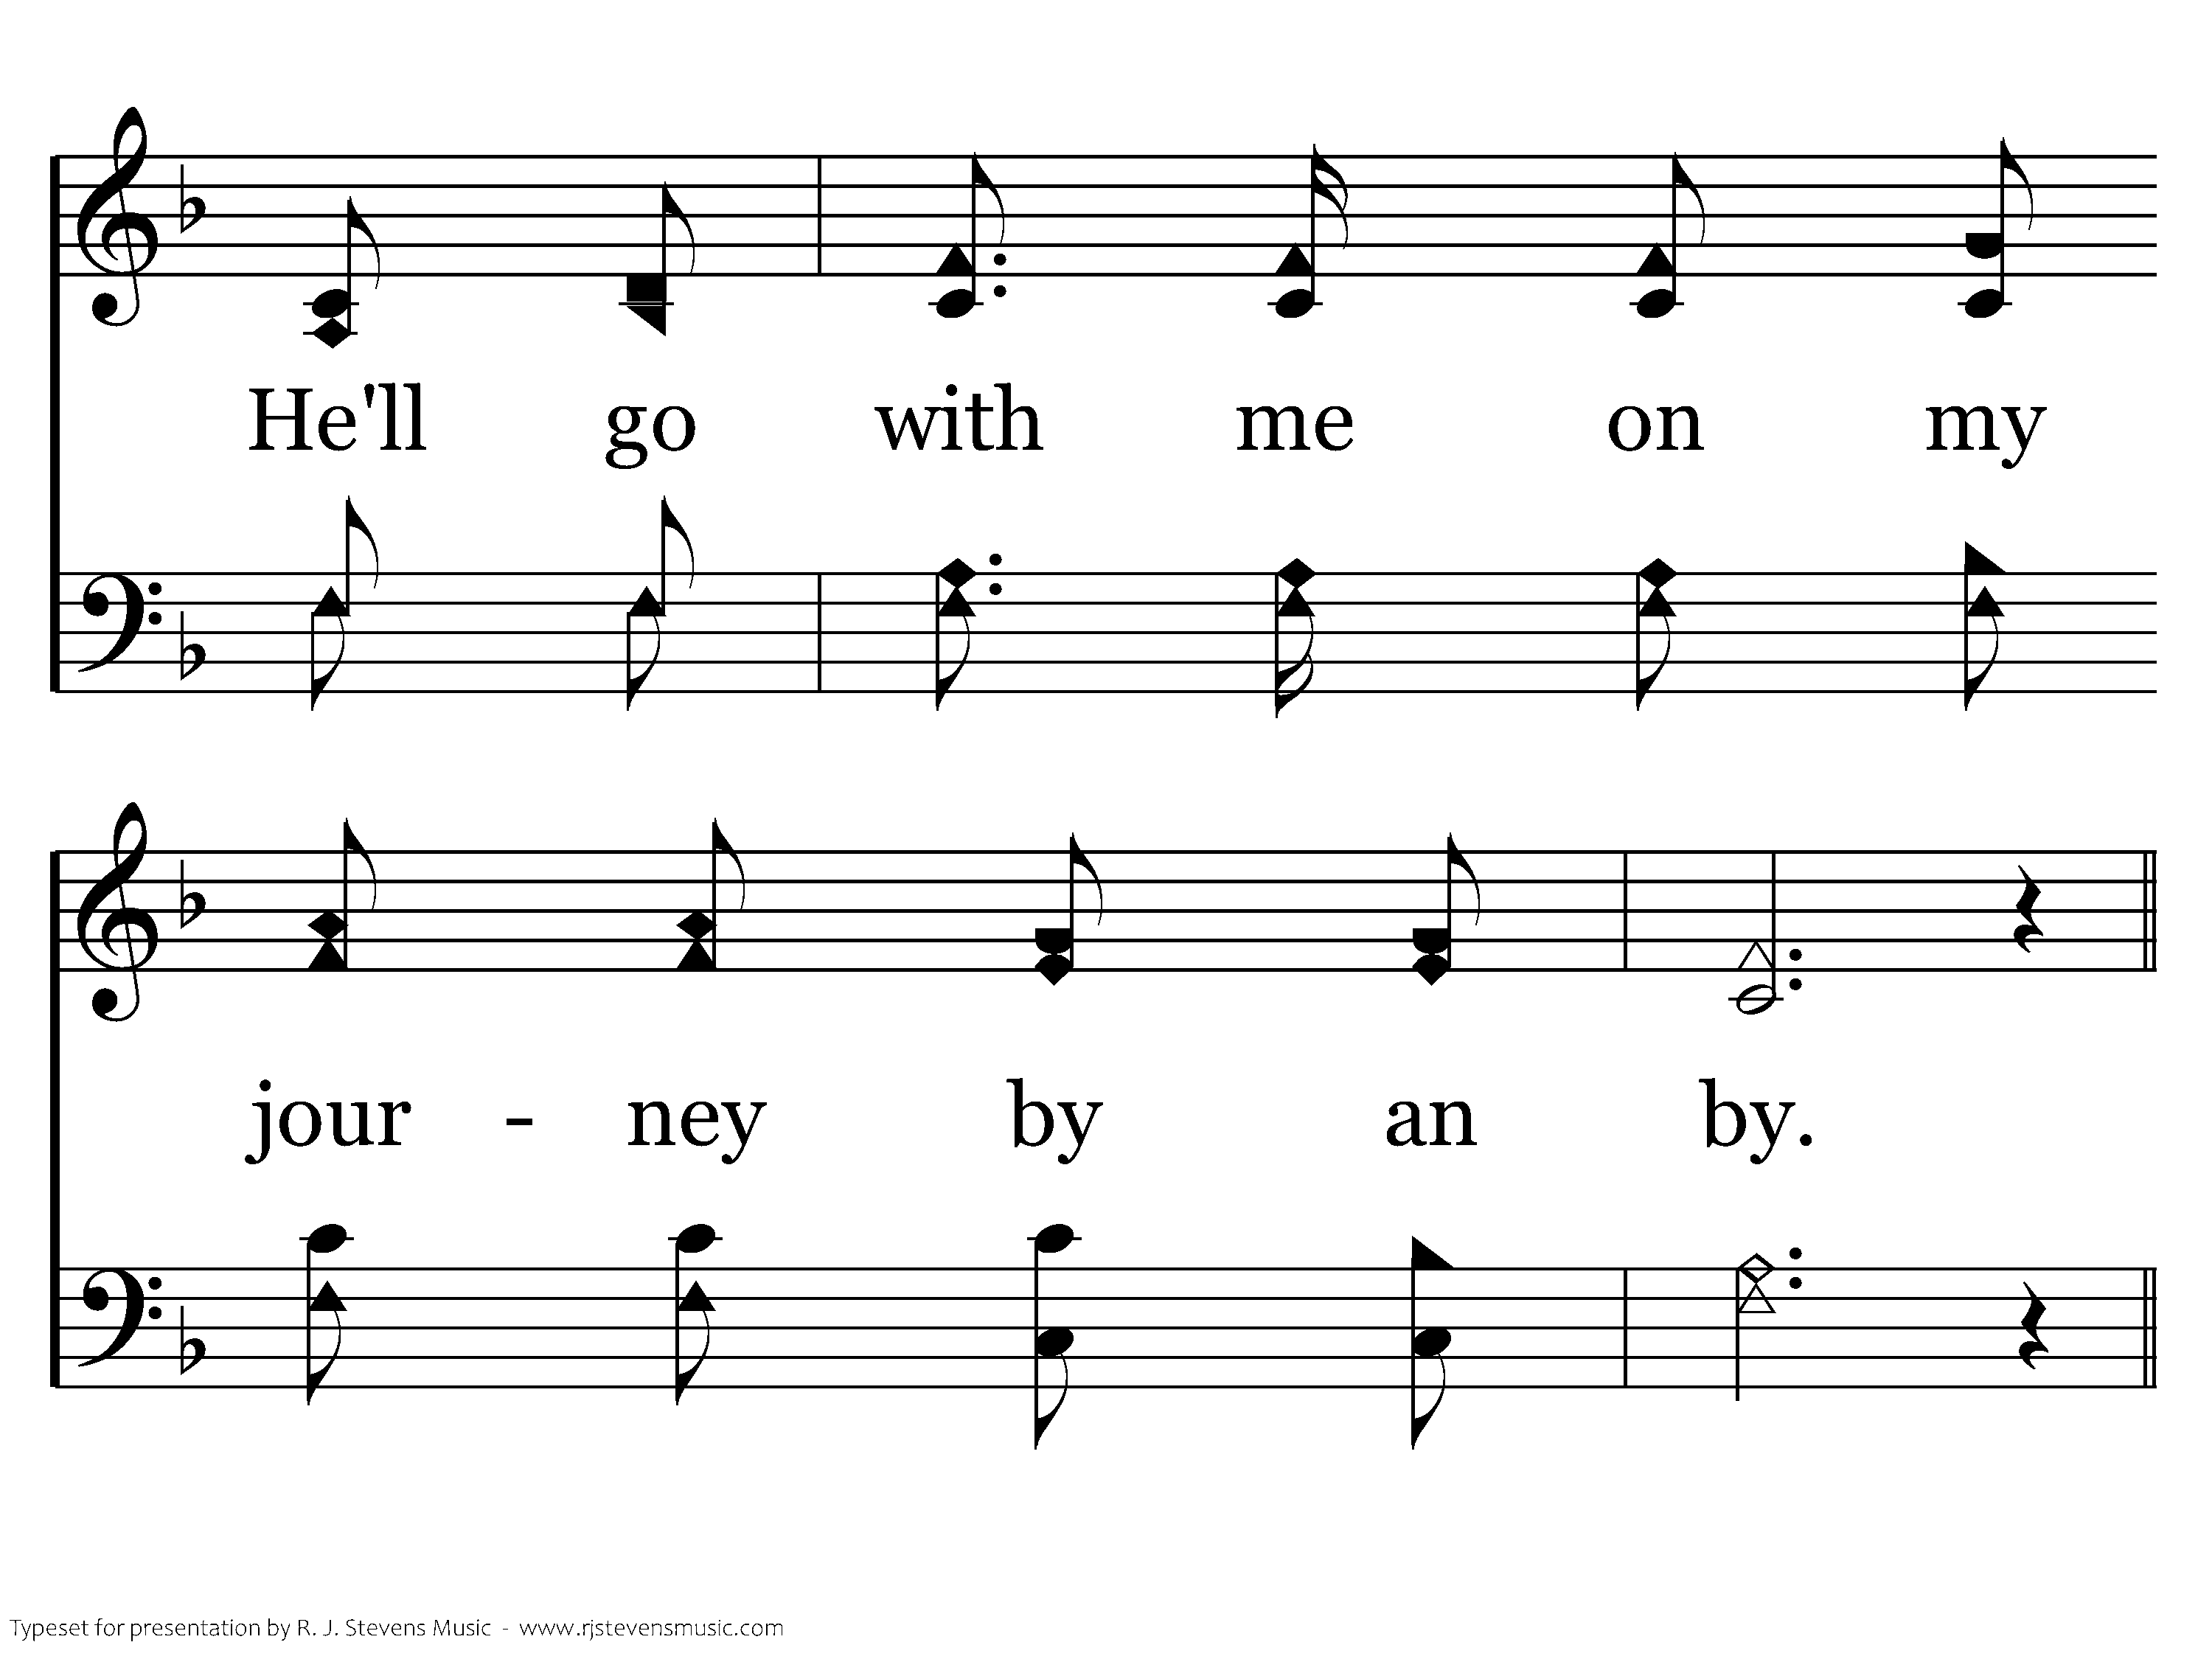 He'll go with me on my
jour - ney by an by.
Typeset for presentation by R. J. Stevens Music - www.rjstevensmusic.com